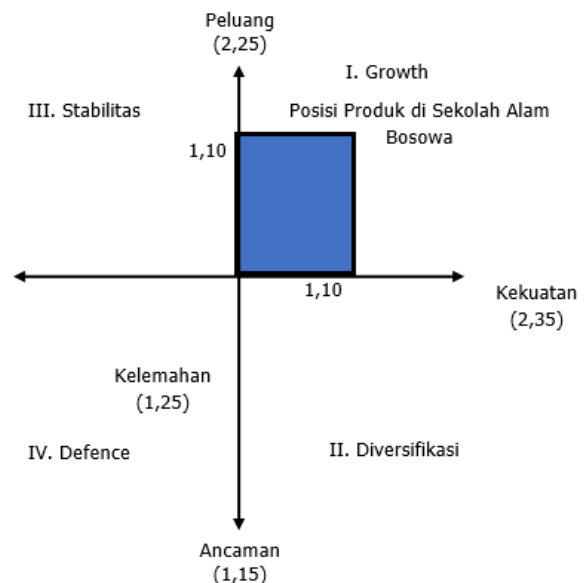 Peluang
(2,25)
I. Growth
III. Stabilitas
Posisi Produk di Sekolah Alam
Bosowa
1,10
1,10
Kekuatan
(2,35)
Kelemahan
(1,25)
IV. Defence
II. Diversifikasi
Ancaman
(1,15)